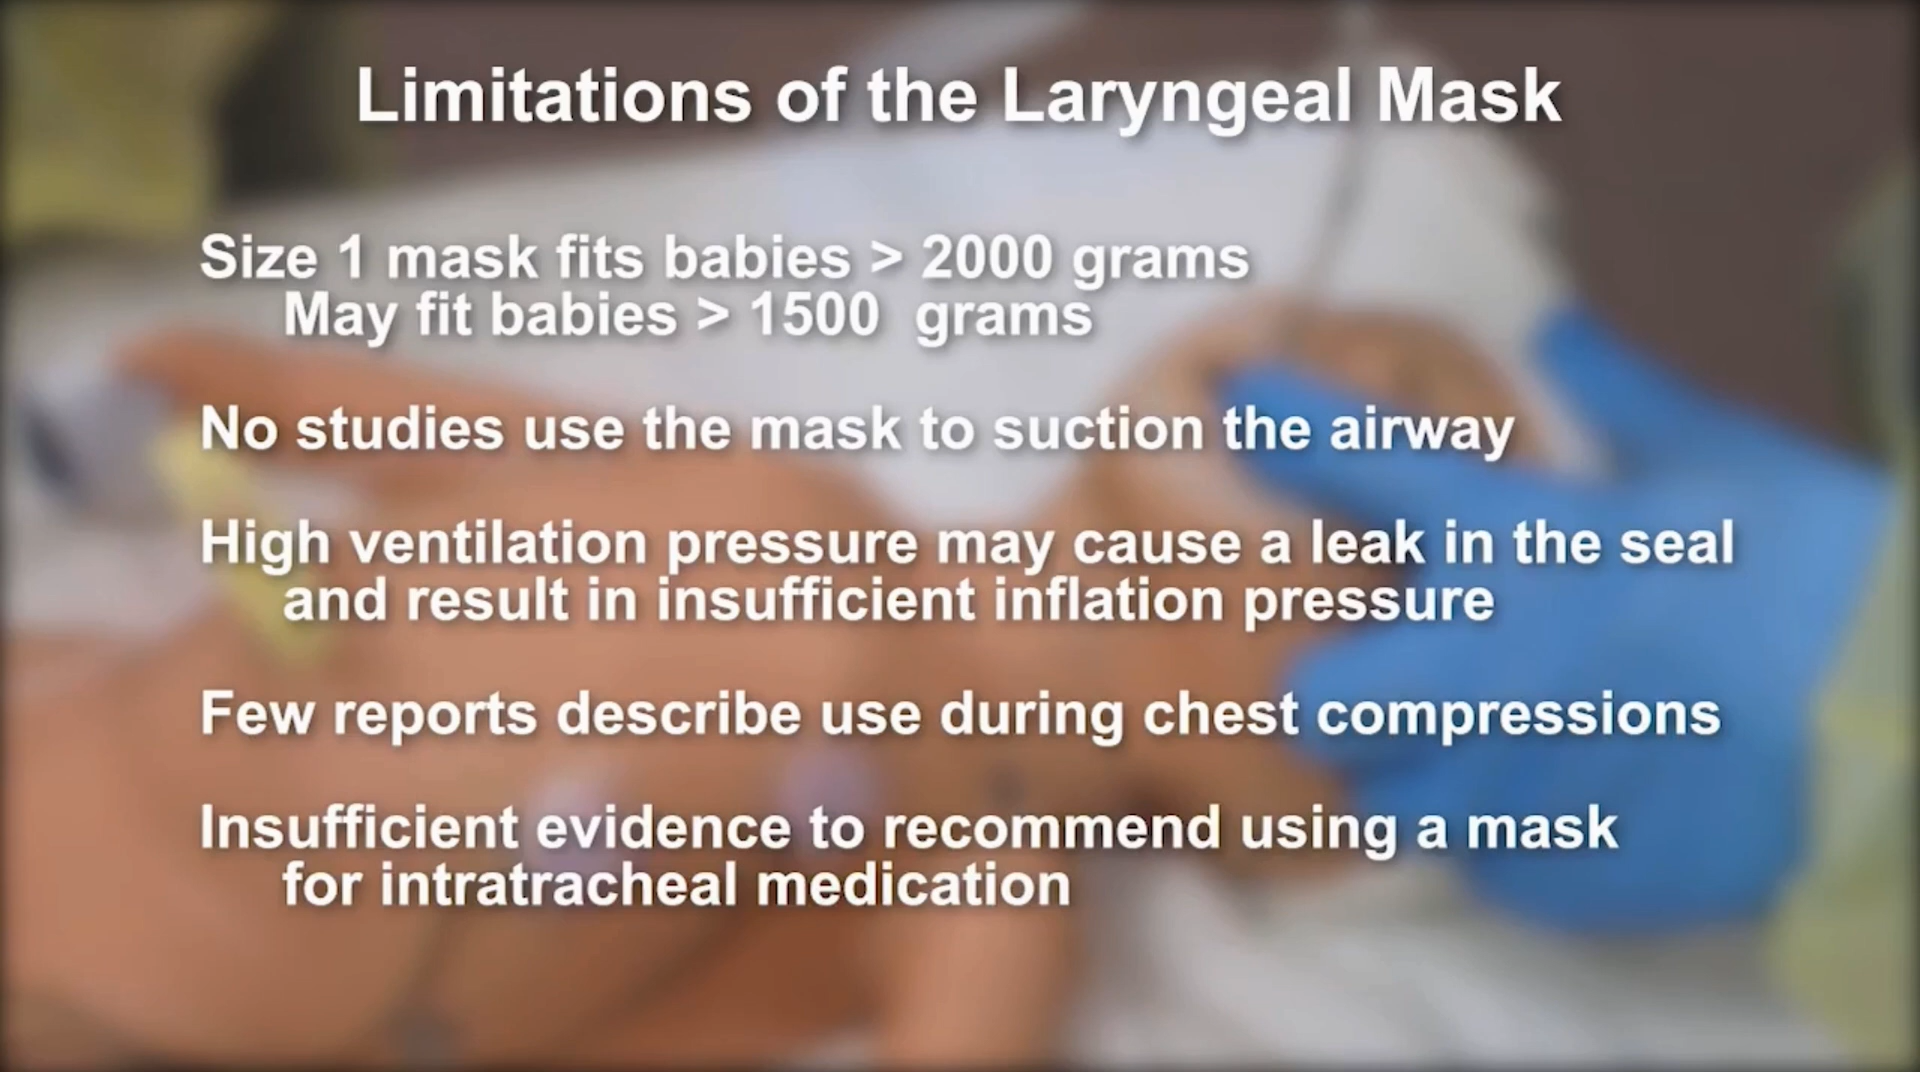 Limitations of the Laryngeal Mask
Size 1 mask fits babies > 2000 grams
May fit babies > 1500 grams
No studies use the mask to suction the airway
High ventilation pressure may cause a leak in the seal
and result in insufficient inflation pressure
Few reports describe use during chest compressions
Insufficient evidence to recommend using a mask
for intratracheal medication